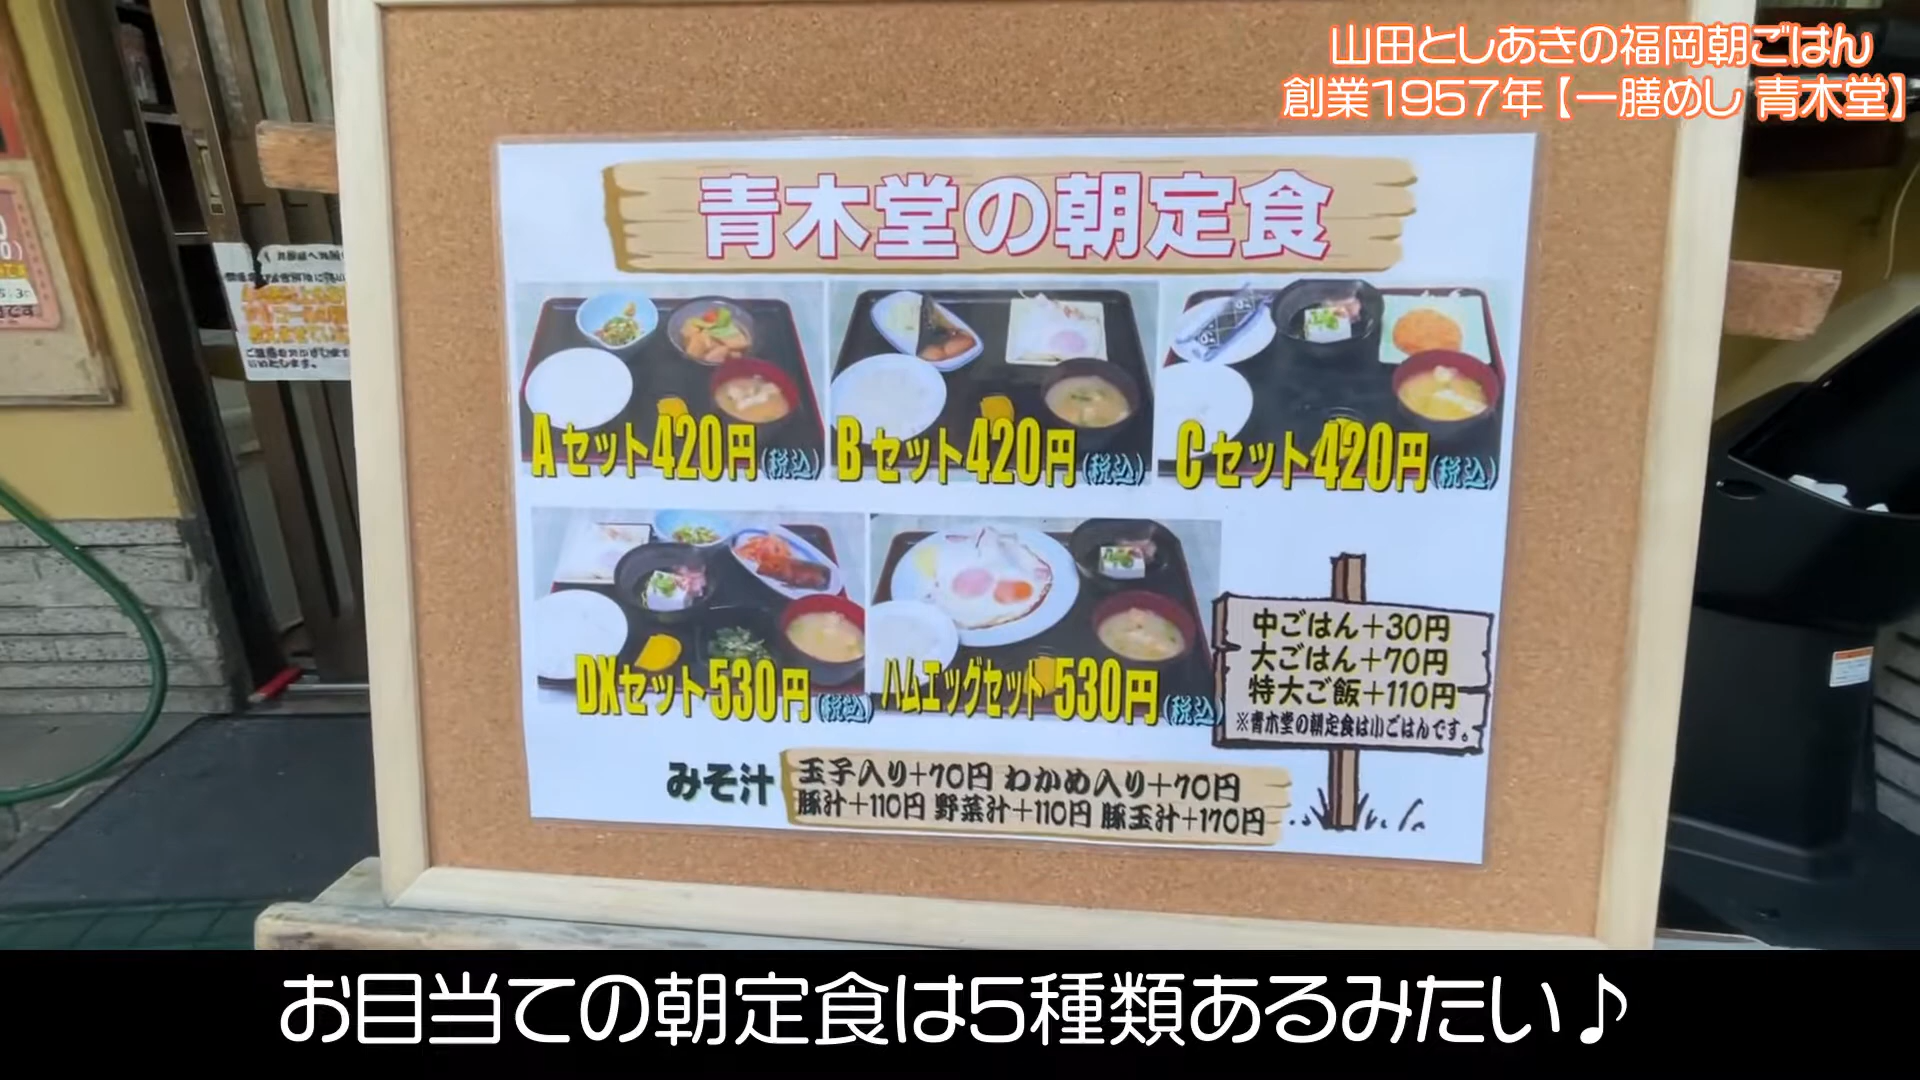 山田としあきの福岡朝ごはん
創業1957年【一膳めし 青木堂】
青木堂の朝定食
Aセット420円(税込)
Bセット420円(税込)
Cセット420円(税込)
DXセット530円(税込)
ハムエッグセット530円(税込)
中ごはん+30円
大ごはん+70円
特大ご飯+110円
※青木堂の朝定食は小ごはんです。
みそ汁
玉子入り+70円 わかめ入り+70円
豚汁+110円 野菜汁+110円 豚玉汁+170円
お目当ての朝定食は5種類あるみたい♪